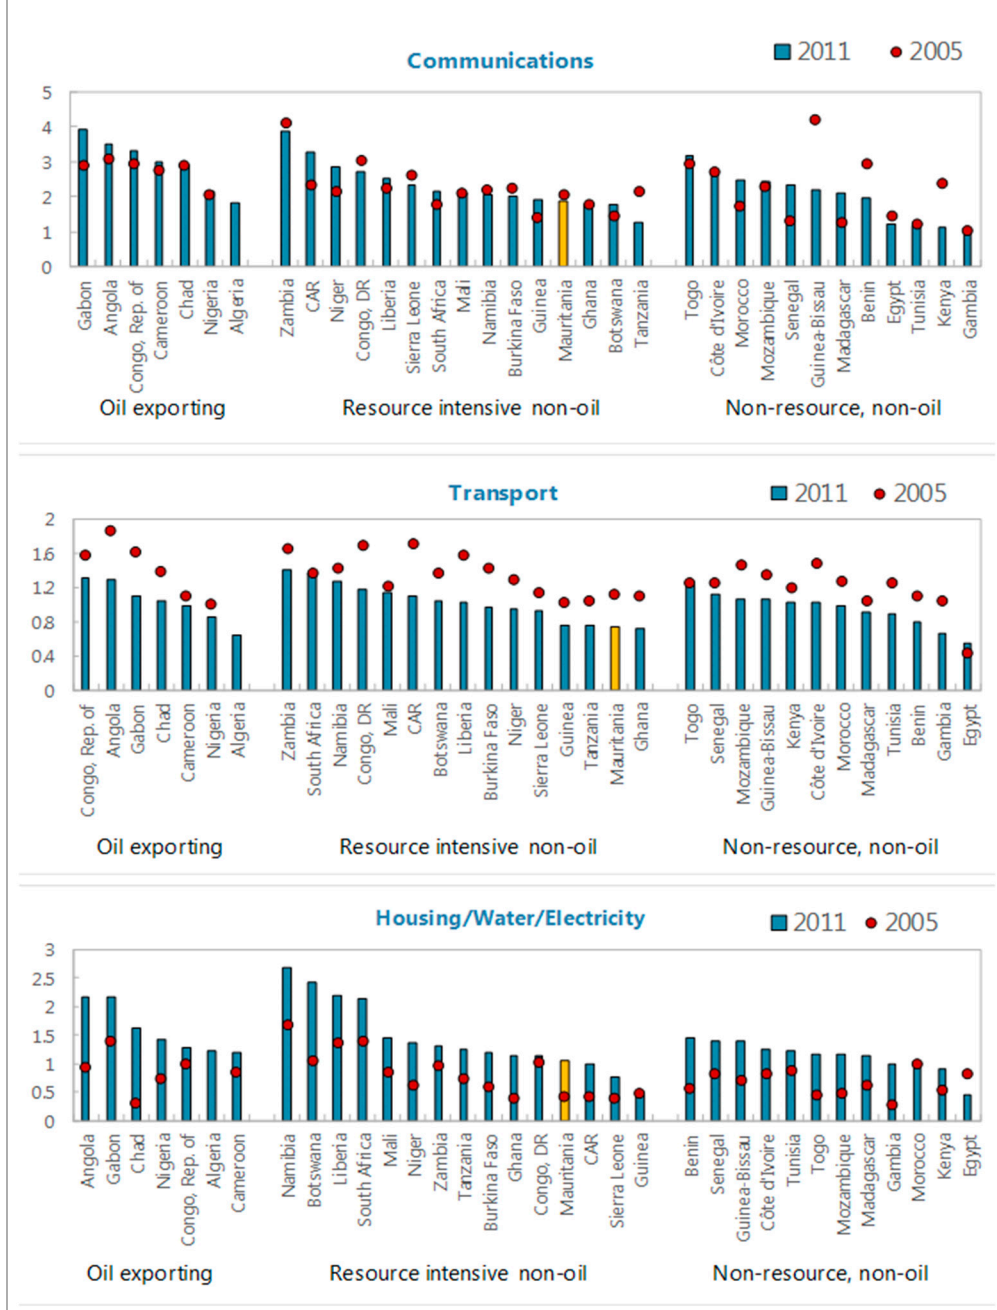 Communications
2011 2005
5
4
3
2
1
0
Gabon
Angola
Congo, Rep. of
Cameroon
Chad
Nigeria
Algeria
Zambia
CAR
Niger
Congo, DR
Liberia
Sierra Leone
South Africa
Mali
Namibia
Burkina Faso
Guinea
Mauritania
Ghana
Botswana
Tanzania
Togo
Côte d'Ivoire
Morocco
Mozambique
Senegal
Guinea-Bissau
Madagascar
Benin
Egypt
Tunisia
Kenya
Gambia
Oil exporting
Resource intensive non-oil
Non-resource, non-oil
Transport
2011 2005
2
1.6
1.2
0.8
0.4
0
Congo, Rep. of
Angola
Gabon
Chad
Cameroon
Nigeria
Algeria
Zambia
South Africa
Namibia
Congo, DR
Mali
CAR
Botswana
Liberia
Burkina Faso
Niger
Sierra Leone
Guinea
Tanzania
Mauritania
Ghana
Togo
Senegal
Mozambique
Guinea-Bissau
Kenya
Côte d'Ivoire
Morocco
Madagascar
Tunisia
Benin
Gambia
Egypt
Oil exporting
Resource intensive non-oil
Non-resource, non-oil
Housing/Water/Electricity
2011 2005
3
2.5
2
1.5
1
0.5
0
Angola
Gabon
Chad
Nigeria
Congo, Rep. of
Algeria
Cameroon
Namibia
Botswana
Liberia
South Africa
Mali
Niger
Zambia
Tanzania
Burkina Faso
Ghana
Congo, DR
Mauritania
CAR
Sierra Leone
Guinea
Benin
Senegal
Guinea-Bissau
Côte d'Ivoire
Tunisia
Togo
Mozambique
Madagascar
Gambia
Morocco
Kenya
Egypt
Oil exporting
Resource intensive non-oil
Non-resource, non-oil